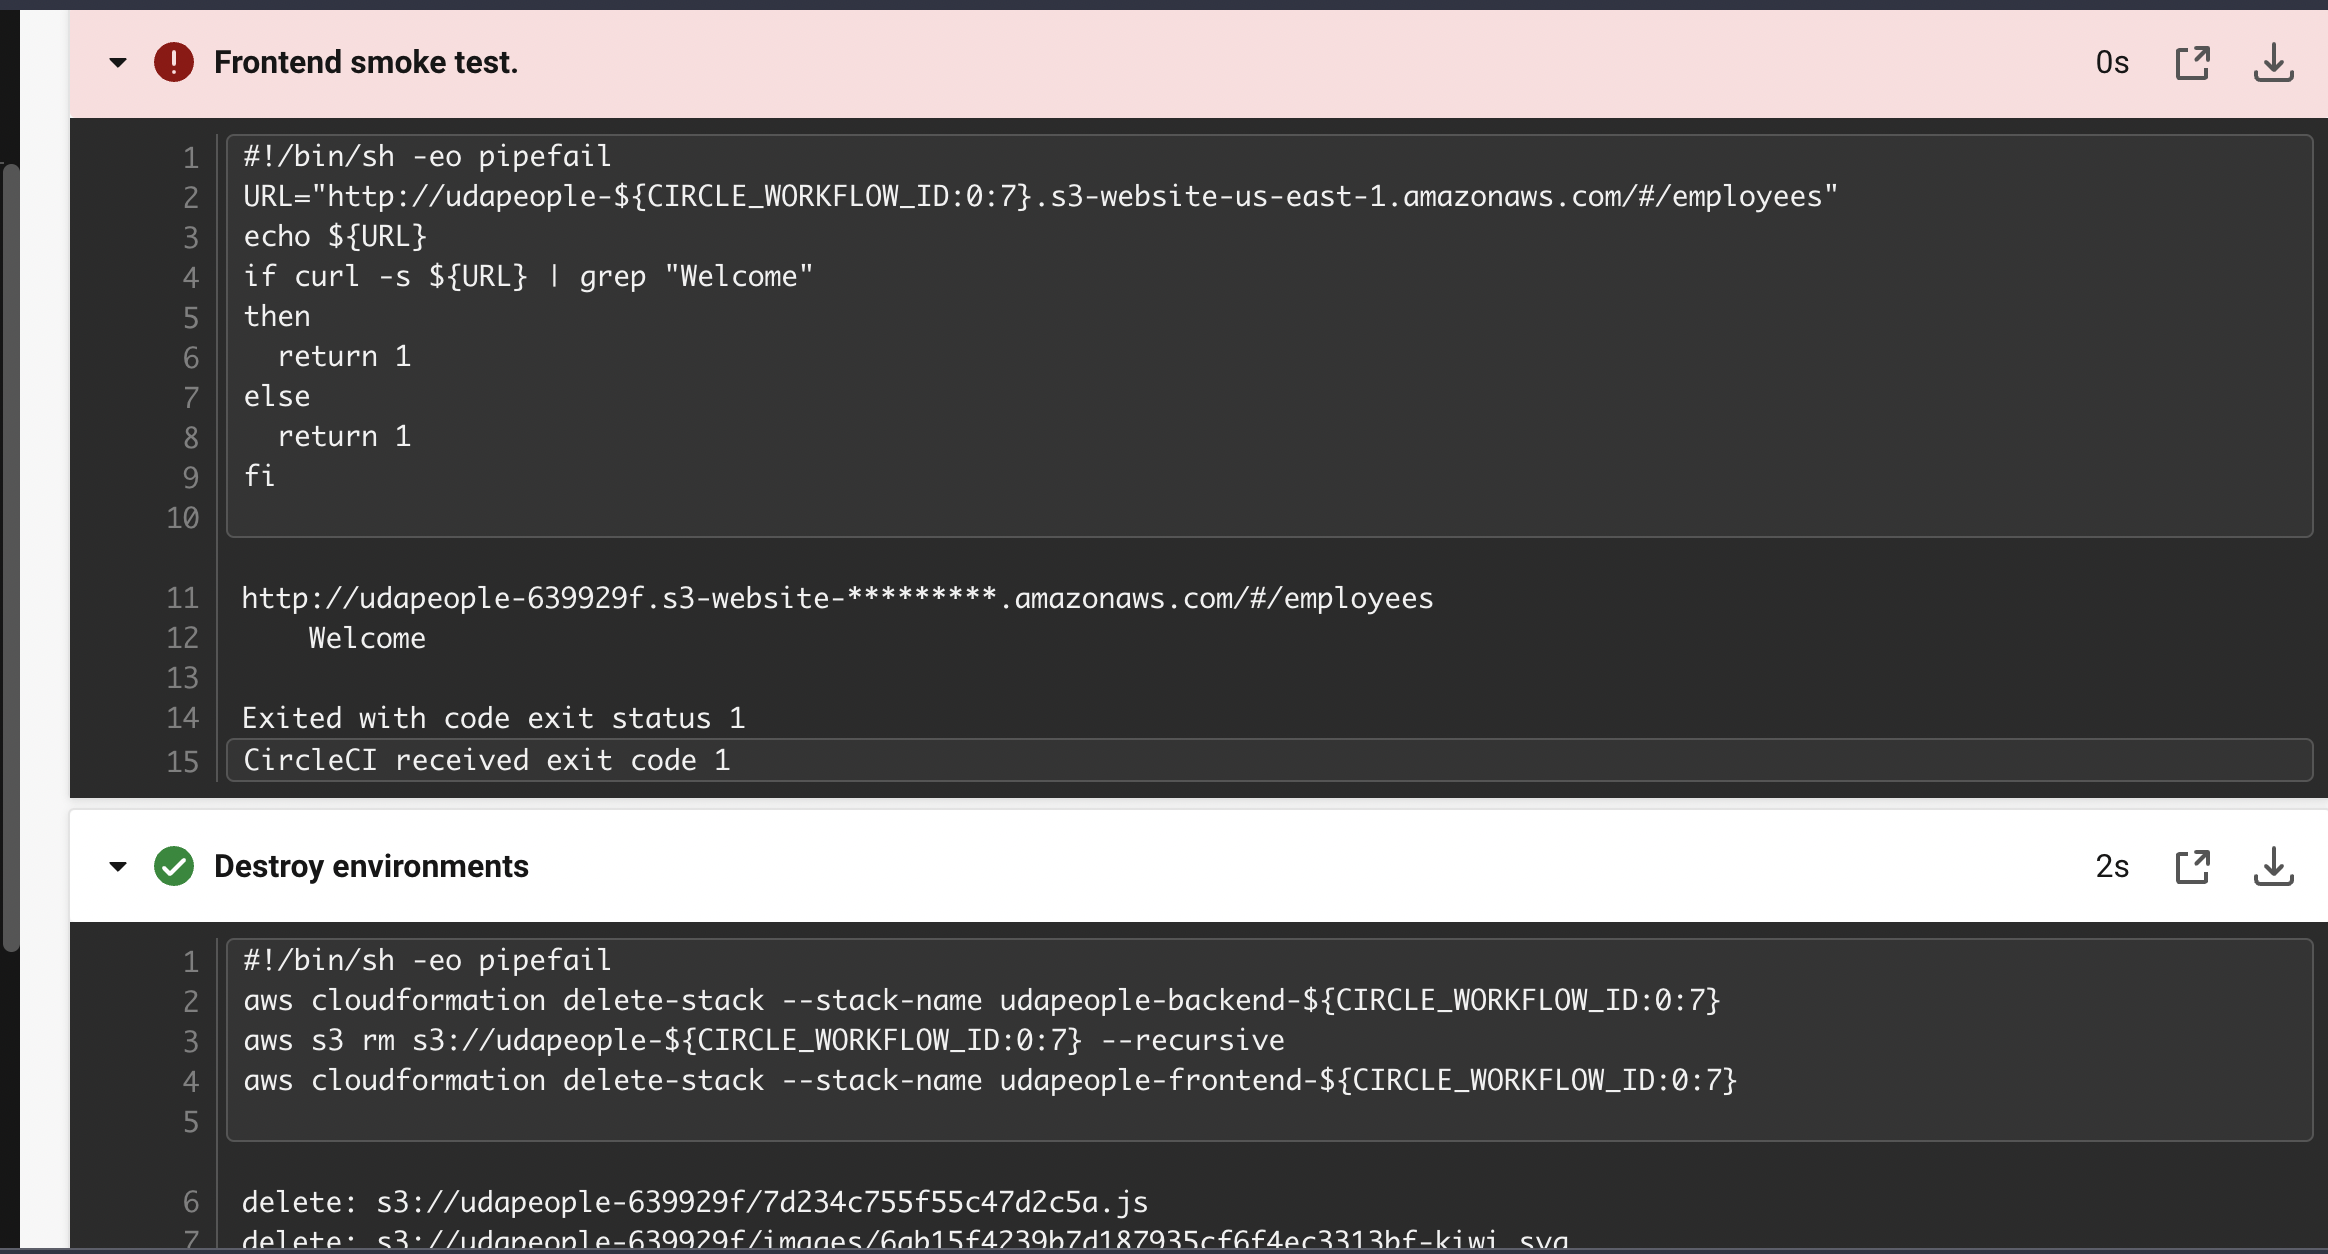 Frontend smoke test.
0s
1 #!/bin/sh -eo pipefail
2 URL="http://udapeople-${CIRCLE_WORKFLOW_ID:0:7}.s3-website-us-east-1.amazonaws.com/#/employees"
3 echo ${URL}
4 if curl -s ${URL} | grep "Welcome"
5 then
6   return 1
7 else
8   return 1
9 fi
10
11 http://udapeople-639929f.s3-website-*********.amazonaws.com/#/employees
12     Welcome
13
14 Exited with code exit status 1
15 CircleCI received exit code 1
Destroy environments
2s
1 #!/bin/sh -eo pipefail
2 aws cloudformation delete-stack --stack-name udapeople-backend-${CIRCLE_WORKFLOW_ID:0:7}
3 aws s3 rm s3://udapeople-${CIRCLE_WORKFLOW_ID:0:7} --recursive
4 aws cloudformation delete-stack --stack-name udapeople-frontend-${CIRCLE_WORKFLOW_ID:0:7}
5
6 delete: s3://udapeople-639929f/7d234c755f55c47d2c5a.js
7 delete: s3://udapeople-639929f/images/6ab15f4239b7d187935cf6f4ec3313bf-kiwi.svg